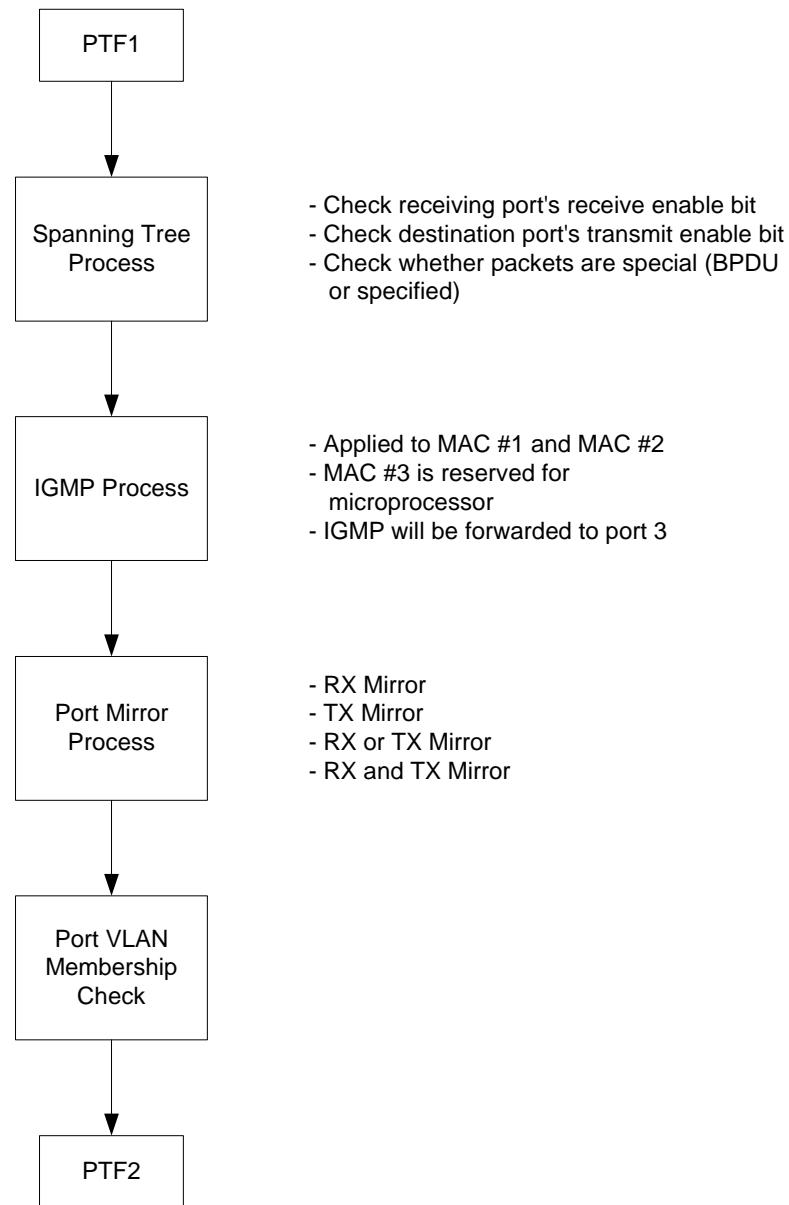 PTF1
Spanning Tree
Process
- Check receiving port's receive enable bit
- Check destination port's transmit enable bit
- Check whether packets are special (BPDU
or specified)
IGMP Process
- Applied to MAC #1 and MAC #2
- MAC #3 is reserved for
microprocessor
- IGMP will be forwarded to port 3
Port Mirror
Process
- RX Mirror
- TX Mirror
- RX or TX Mirror
- RX and TX Mirror
Port VLAN
Membership
Check
PTF2